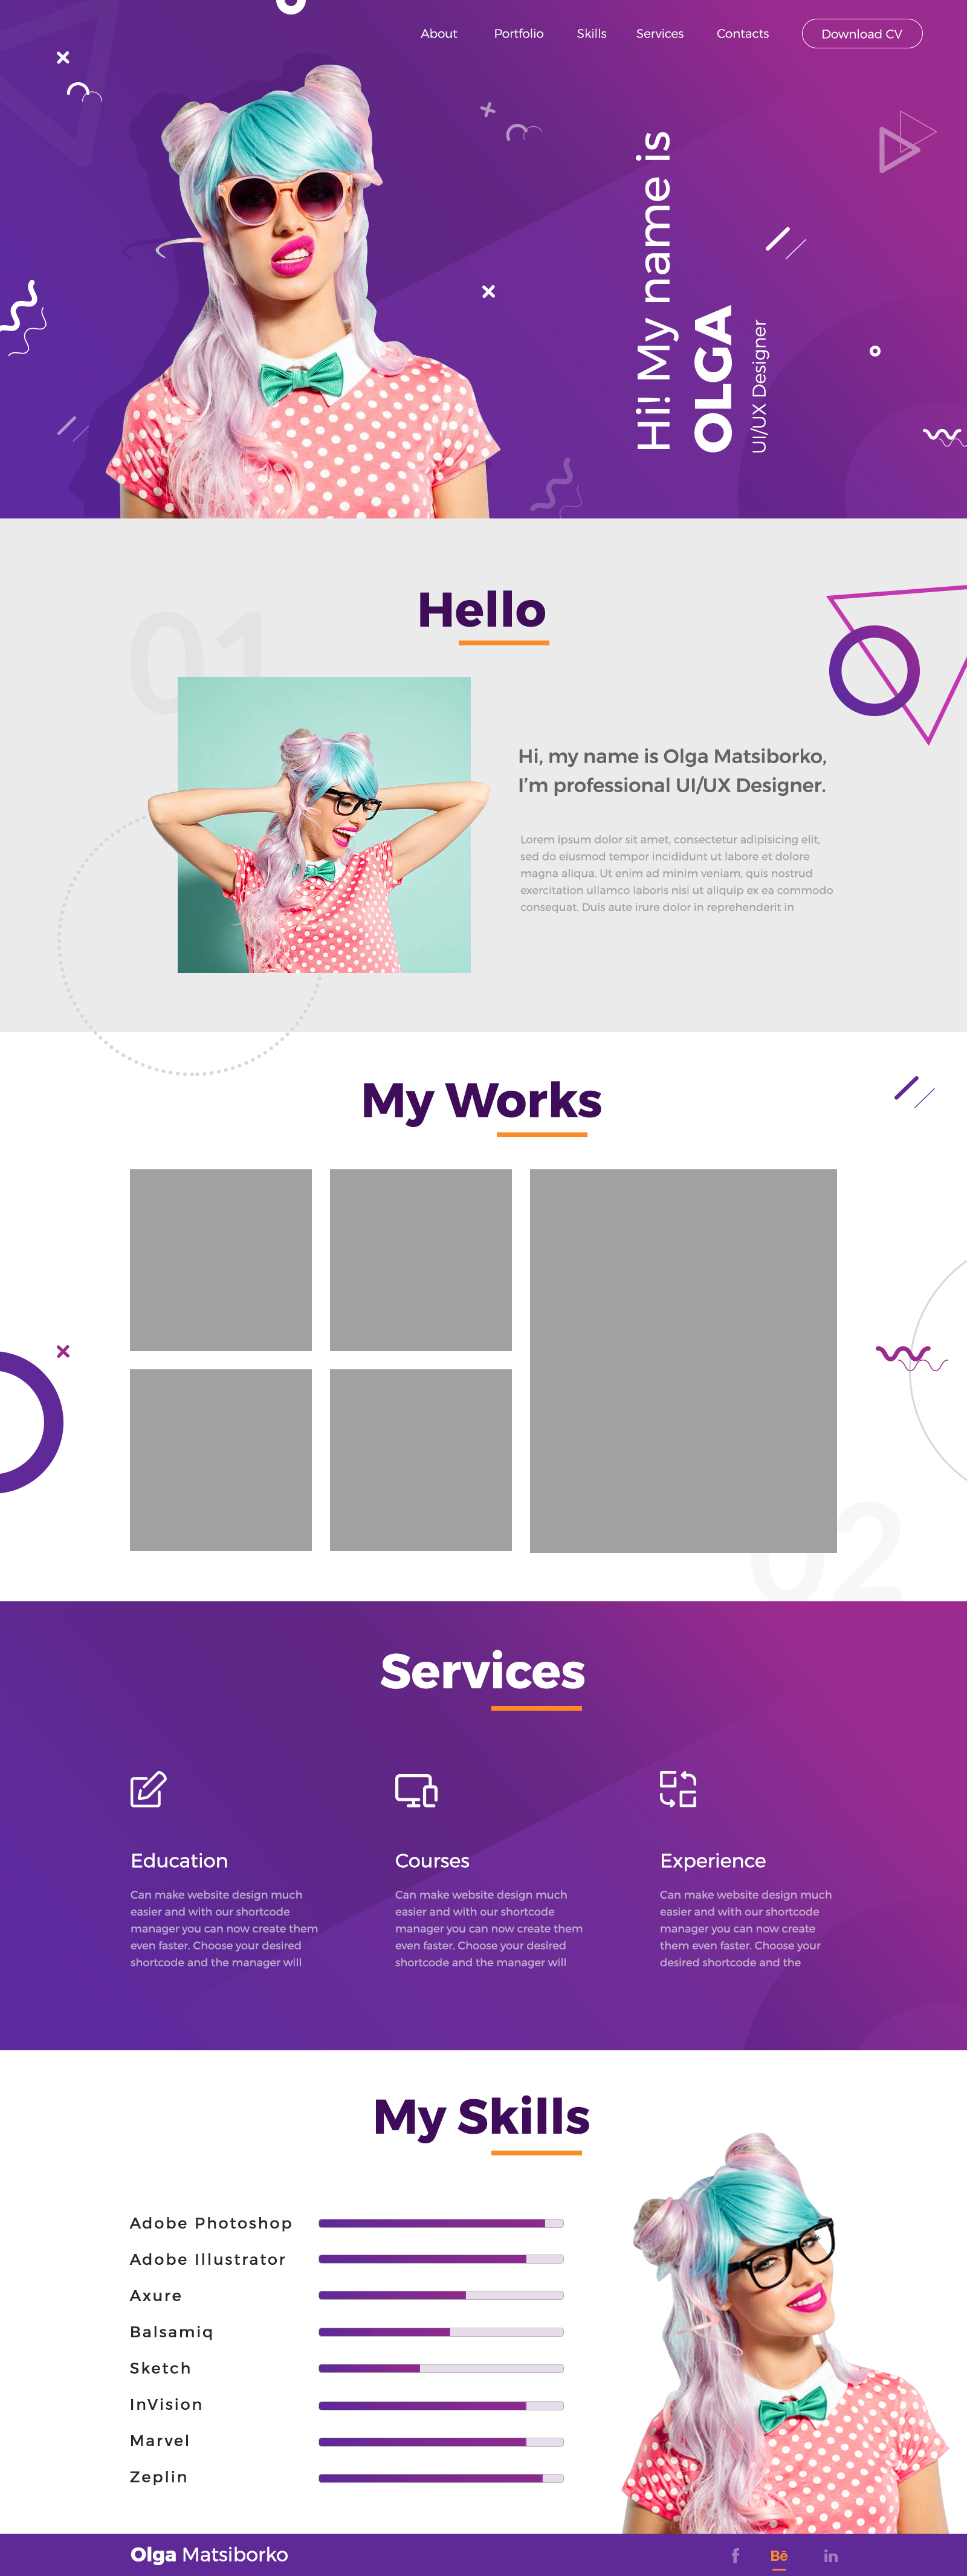 About Portfolio Skills Services Contacts Download CV
Hi! My name is
OLGA
UI/UX Designer
01
Hello
Hi, my name is Olga Matsiborko,
I'm professional UI/UX Designer.
Lorem ipsum dolor sit amet, consectetur adipisicing elit,
sed do eiusmod tempor incididunt ut labore et dolore
magna aliqua. Ut enim ad minim veniam, quis nostrud
exercitation ullamco laboris nisi ut aliquip ex ea commodo
consequat. Duis aute irure dolor in reprehenderit in
My Works
02
Services
Education
Can make website design much
easier and with our shortcode
manager you can now create them
even faster. Choose your desired
shortcode and the manager will
Courses
Can make website design much
easier and with our shortcode
manager you can now create them
even faster. Choose your desired
shortcode and the manager will
Experience
Can make website design much
easier and with our shortcode
manager you can now create
them even faster. Choose your
desired shortcode and the
My Skills
Adobe Photoshop
Adobe Illustrator
Axure
Balsamiq
Sketch
InVision
Marvel
Zeplin
Olga Matsiborko
f Bē in